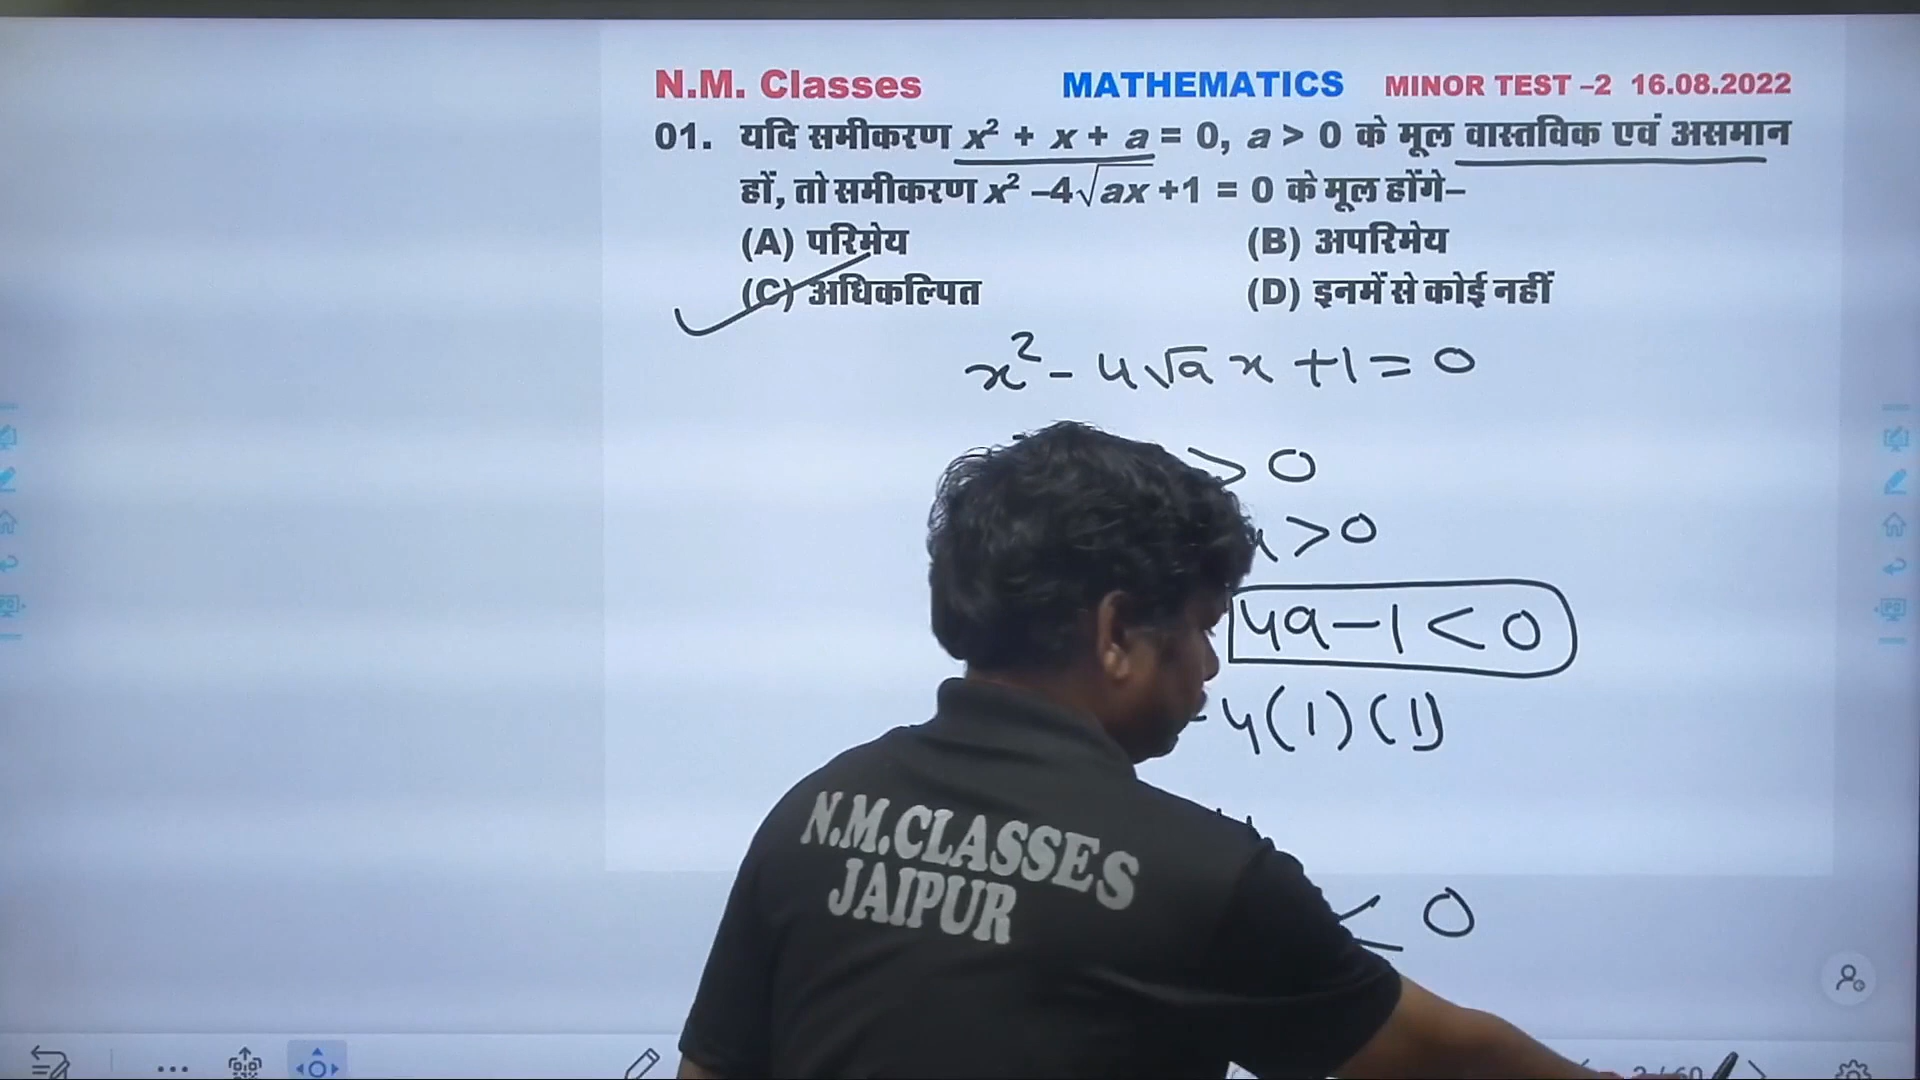 N.M. Classes MATHEMATICS MINOR TEST –2 16.08.2022
01. यदि समीकरण x² + x + a = 0, a > 0 के मूल वास्तविक एवं असमान
हों, तो समीकरण x² –4√ax +1 = 0 के मूल होंगे–
(A) परिमेय (B) अपरिमेय
(C) अधिकल्पित (D) इनमें से कोई नहीं
x² - 4√a x + 1 = 0
> 0
> 0
4a - 1 < 0
- 4(1)(1)
< 0
N.M.CLASSES
JAIPUR